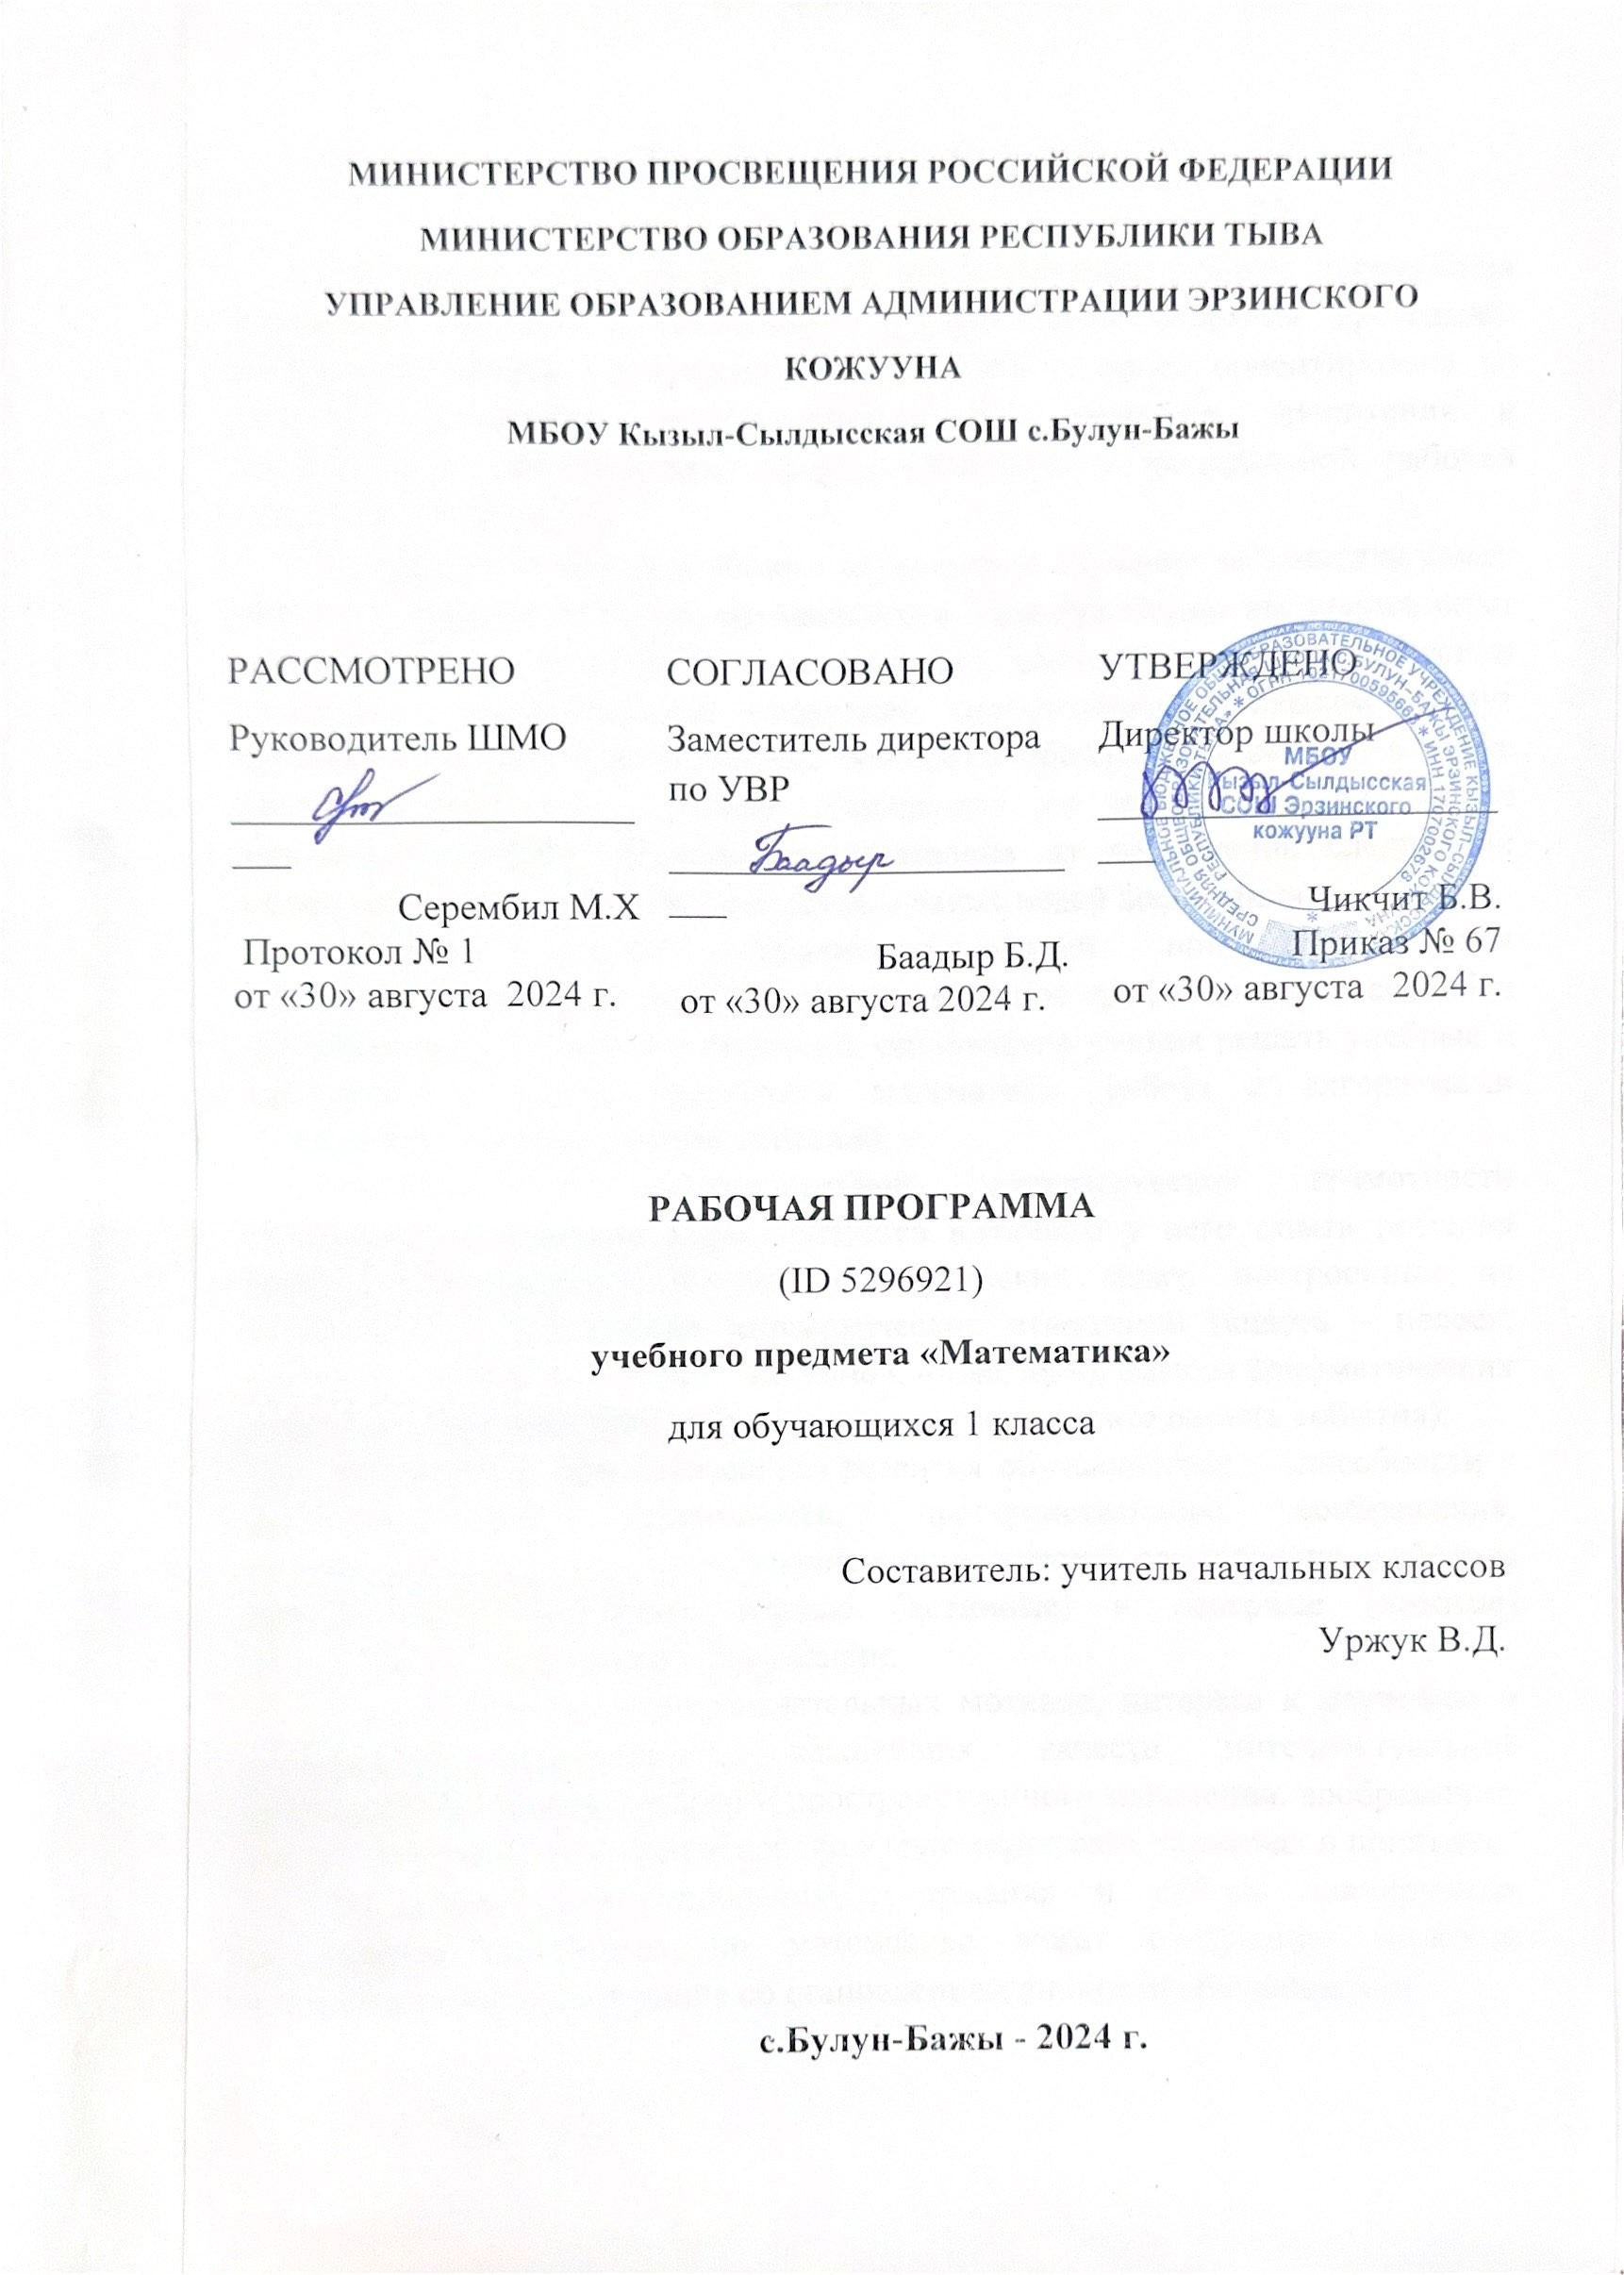 МИНИСТЕРСТВО ПРОСВЕЩЕНИЯ РОССИЙСКОЙ ФЕДЕРАЦИИ
МИНИСТЕРСТВО ОБРАЗОВАНИЯ РЕСПУБЛИКИ ТЫВА
УПРАВЛЕНИЕ ОБРАЗОВАНИЕМ АДМИНИСТРАЦИИ ЭРЗИНСКОГО
КОЖУУНА
МБОУ Кызыл-Сылдысская СОШ с.Булун-Бажы
РАССМОТРЕНО
Руководитель ШМО
Серембил М.Х
Протокол № 1
от «30» августа 2024 г.
СОГЛАСОВАНО
Заместитель директора
по УВР
Баадыр
Баадыр Б.Д.
от «30» августа 2024 г.
УТВЕРЖДЕНО
Директор школы
МБОУ
Кызыл-Сылдысская
СОШ Эрзинского
кожууна РТ
Чикчит Б.В.
Приказ № 67
от «30» августа 2024 г.
РАБОЧАЯ ПРОГРАММА
(ID 5296921)
учебного предмета «Математика»
для обучающихся 1 класса
Составитель: учитель начальных классов
Уржук В.Д.
с.Булун-Бажы - 2024 г.